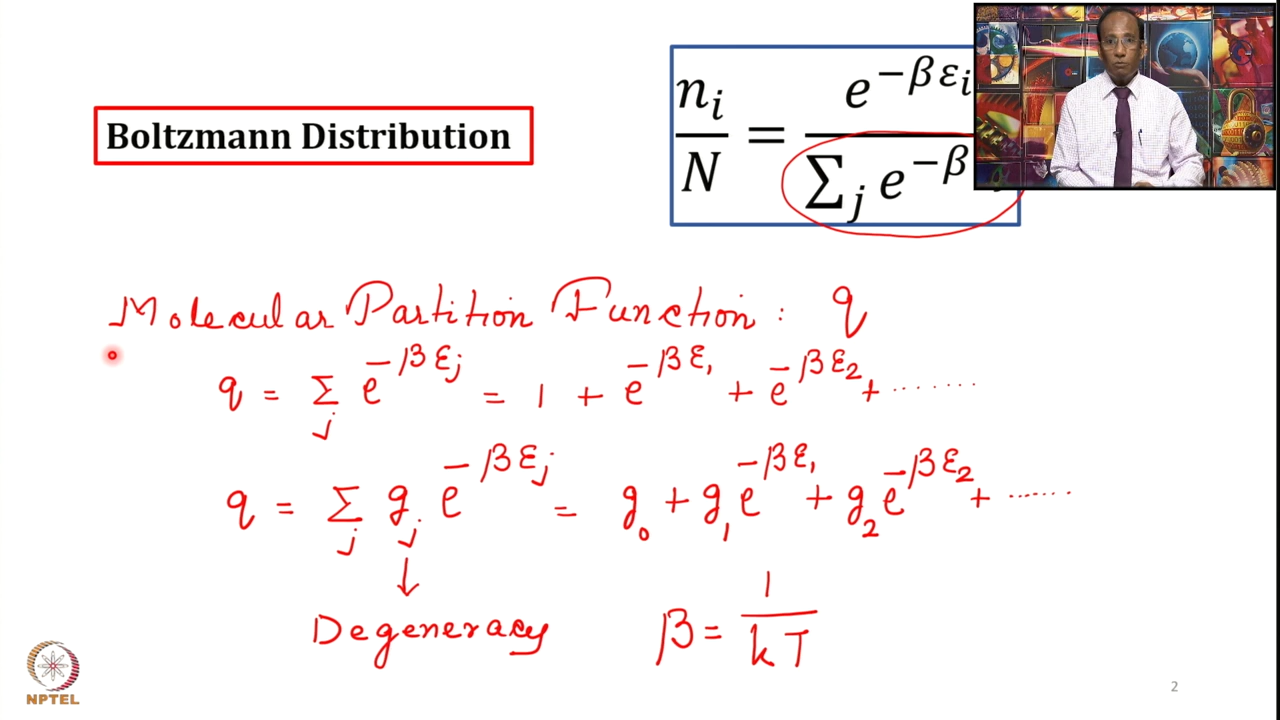 Boltzmann Distribution
n_i/N = e^{-βε_i} / Σ_j e^{-β
Molecular Partition Function : q
q = Σ_j e^{-βε_j} = 1 + e^{-βε_1} + e^{-βε_2} + ........
q = Σ_j g_j e^{-βε_j} = g_0 + g_1 e^{-βε_1} + g_2 e^{-βε_2} + .......
↓
Degeneracy β = 1/kT
NPTEL
2